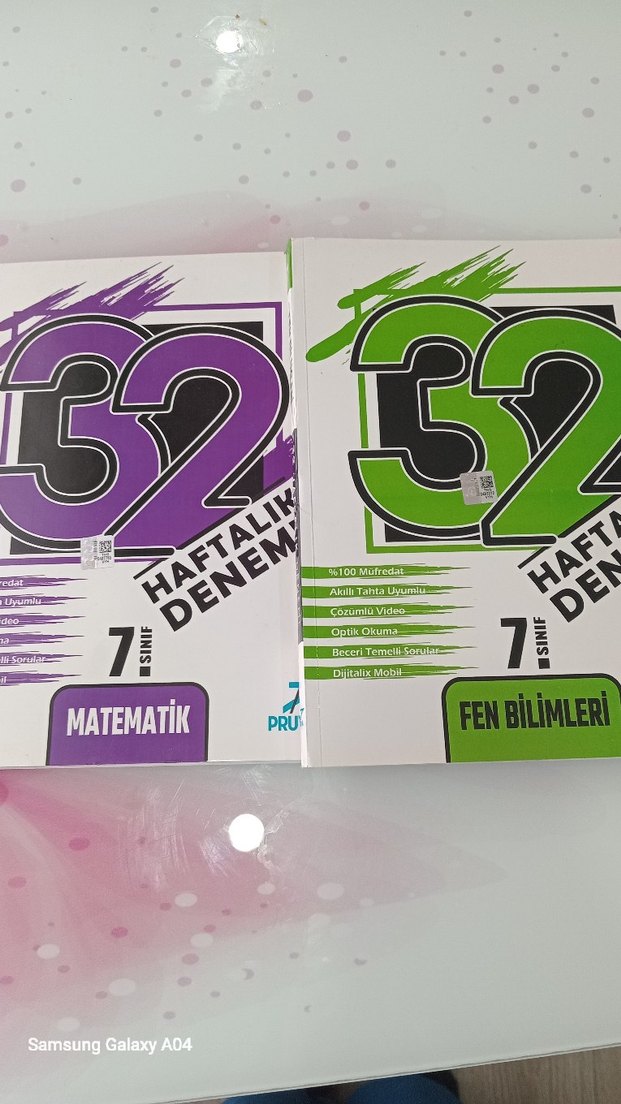 32
HAFTALIK
DENEM
7.
SINIF
MATEMATİK
32
%100 Müfredat
Akıllı Tahta Uyumlu
Çözümlü Video
Optik Okuma
Beceri Temelli Sorular
Dijitalix Mobil
HAFTA
DEN
7.
SINIF
FEN BİLİMLERİ
Samsung Galaxy A04